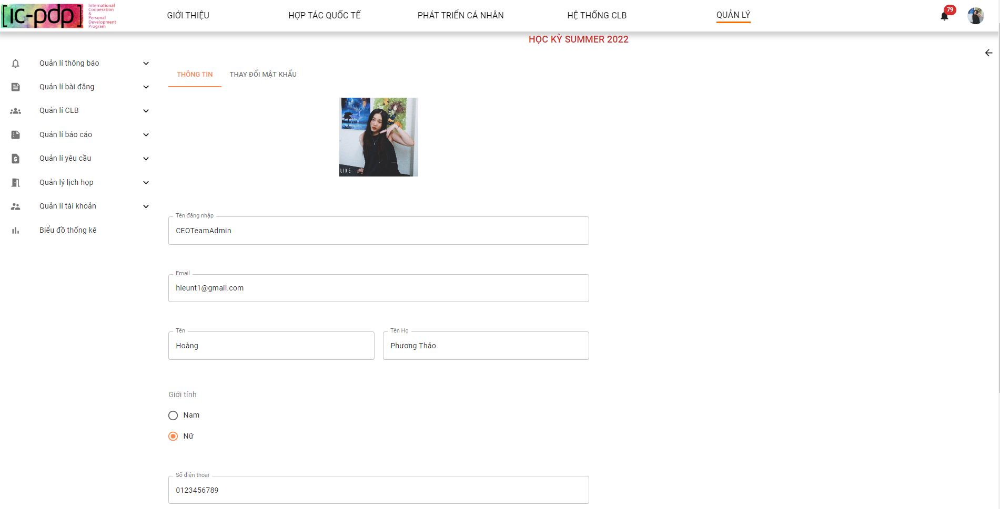 [ic-pdp]
International
Cooperation
&
Personal
Development
Program
GIỚI THIỆU
HỢP TÁC QUỐC TẾ
PHÁT TRIỂN CÁ NHÂN
HỆ THỐNG CLB
QUẢN LÝ
79
HỌC KỲ SUMMER 2022
Quản lí thông báo
Quản lí bài đăng
Quản lí CLB
Quản lí báo cáo
Quản lí yêu cầu
Quản lý lịch họp
Quản lí tài khoản
Biểu đồ thống kê
THÔNG TIN
THAY ĐỔI MẬT KHẨU
LIKE
Tên đăng nhập
CEOTeamAdmin
Email
hieunt1@gmail.com
Tên
Hoàng
Tên Họ
Phương Thảo
Giới tính
Nam
Nữ
Số điện thoại
0123456789